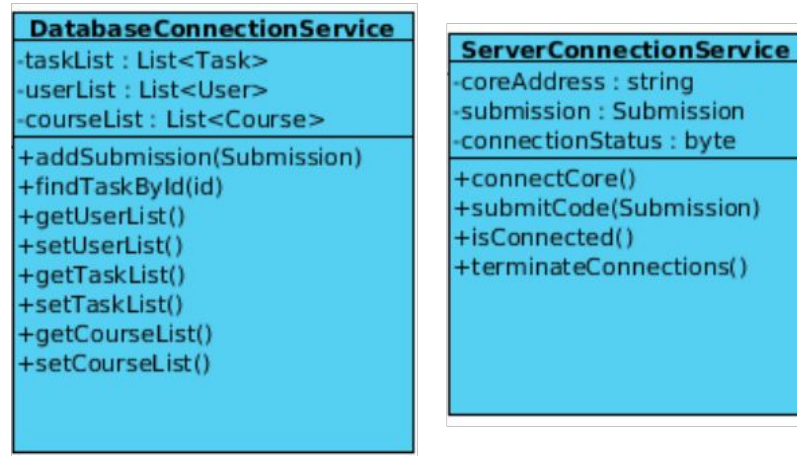 DatabaseConnectionService
-taskList : List<Task>
-userList : List<User>
-courseList : List<Course>
+addSubmission(Submission)
+findTaskById(id)
+getUserList()
+setUserList()
+getTaskList()
+setTaskList()
+getCourseList()
+setCourseList()
ServerConnectionService
-coreAddress : string
-submission : Submission
-connectionStatus : byte
+connectCore()
+submitCode(Submission)
+isConnected()
+terminateConnections()